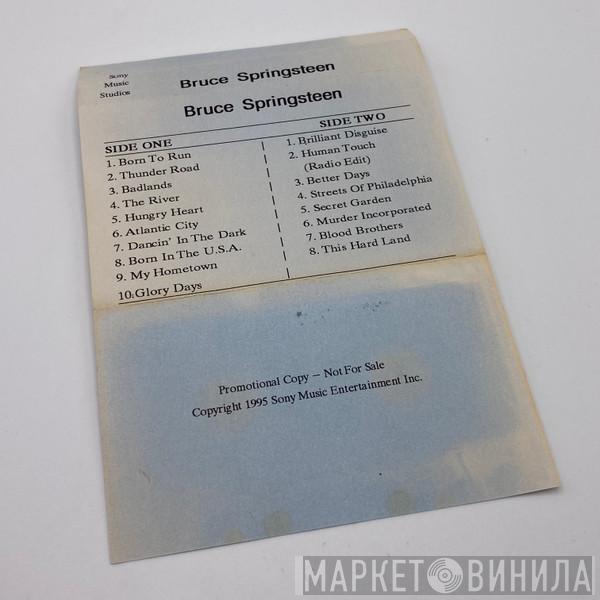 Sony
Music
Studios
Bruce Springsteen
Bruce Springsteen
SIDE ONE
1. Born To Run
2. Thunder Road
3. Badlands
4. The River
5. Hungry Heart
6. Atlantic City
7. Dancin' In The Dark
8. Born In The U.S.A.
9. My Hometown
10. Glory Days
SIDE TWO
1. Brilliant Disguise
2. Human Touch
(Radio Edit)
3. Better Days
4. Streets Of Philadelphia
5. Secret Garden
6. Murder Incorporated
7. Blood Brothers
8. This Hard Land
Promotional Copy – Not For Sale
Copyright 1995 Sony Music Entertainment Inc.
МАРКЕТ ВИНИЛА